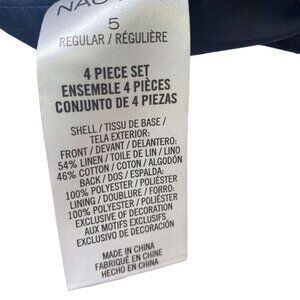 5
REGULAR / RÉGULIÈRE
4 PIECE SET
ENSEMBLE 4 PIÈCES
CONJUNTO DE 4 PIEZAS
SHELL / TISSU DE BASE /
TELA EXTERIOR:
FRONT / DEVANT / DELANTERO:
54% LINEN / TOILE DE LIN / LINO
46% COTTON / COTON / ALGODÓN
BACK / DOS / ESPALDA:
100% POLYESTER / POLIÉSTER
LINING / DOUBLURE / FORRO:
100% POLYESTER / POLIÉSTER
EXCLUSIVE OF DECORATION
AUX MOTIFS EXCLUSIFS
EXCLUSIVO DE DECORACIÓN
MADE IN CHINA
FABRIQUÉ EN CHINE
HECHO EN CHINA